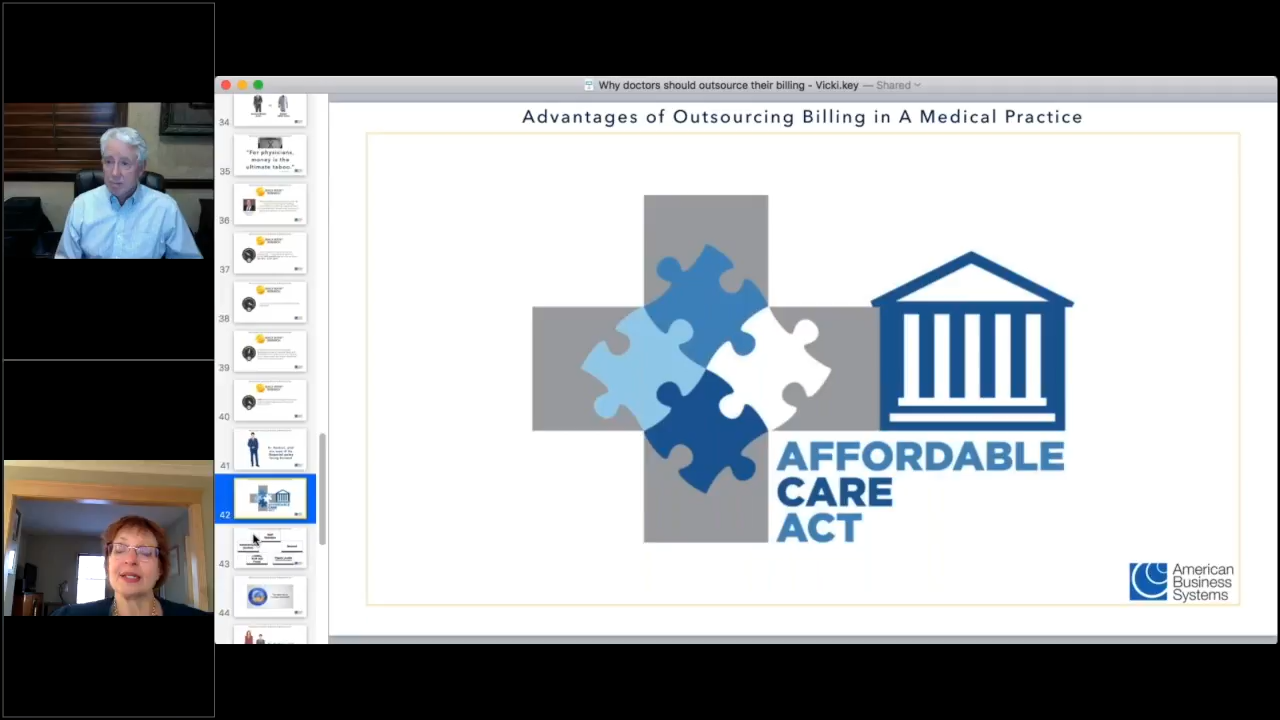 Why doctors should outsource their billing - Vicki.key — Shared
34
35
"For physicians,
money is the
ultimate taboo."
36
37
38
39
40
41
42
43
44
Advantages of Outsourcing Billing in A Medical Practice
AFFORDABLE
CARE
ACT
American
Business
Systems